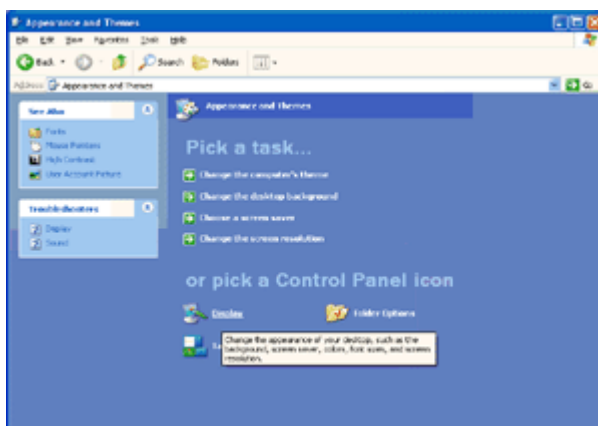 Appearance and Themes
File Edit View Favorites Tools Help
Back Search Folders
Address Appearance and Themes Go
See Also
Fonts
Mouse Pointers
High Contrast
User Account Picture
Troubleshooters
Display
Sound
Appearance and Themes
Pick a task...
Change the computer's theme
Change the desktop background
Choose a screen saver
Change the screen resolution
or pick a Control Panel icon
Display Folder Options
Change the appearance of your desktop, such as the
background, screen saver, colors, font sizes, and screen
resolution.